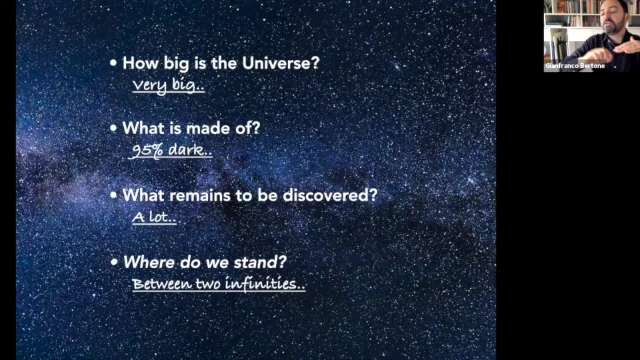 • How big is the Universe?
Very big..
• What is made of?
95% dark..
• What remains to be discovered?
A lot..
• Where do we stand?
Between two infinities..
Gianfranco Bertone